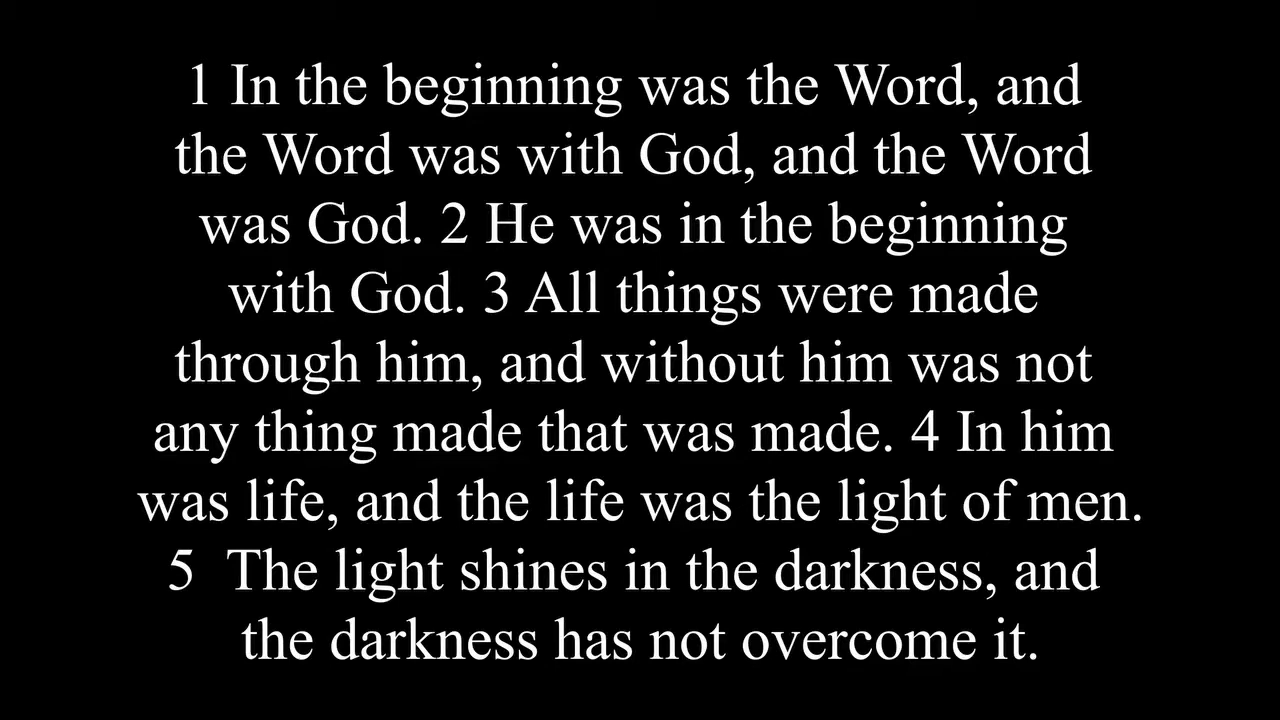 1 In the beginning was the Word, and
the Word was with God, and the Word
was God. 2 He was in the beginning
with God. 3 All things were made
through him, and without him was not
any thing made that was made. 4 In him
was life, and the life was the light of men.
5  The light shines in the darkness, and
the darkness has not overcome it.